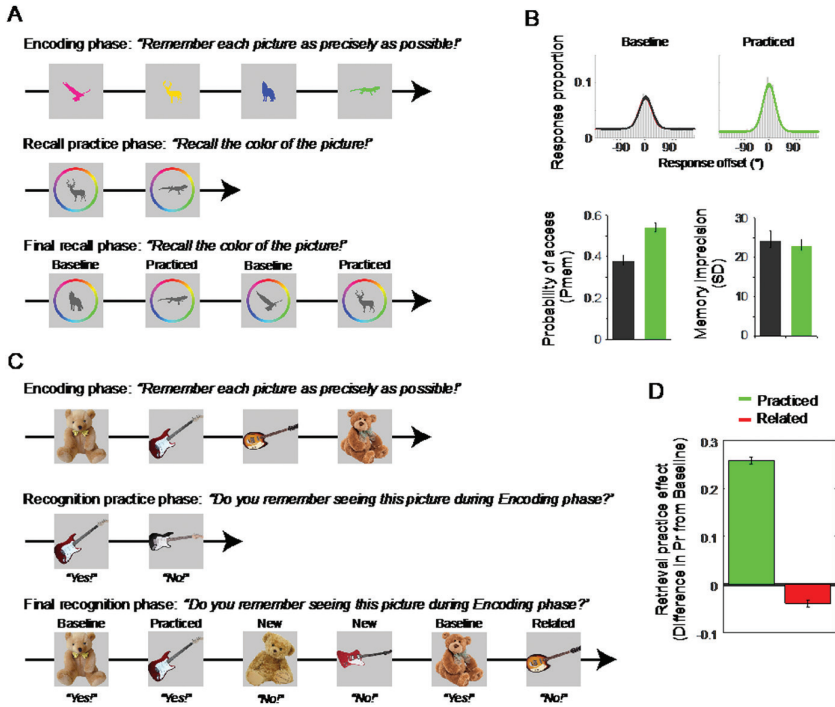 A
Encoding phase: "Remember each picture as precisely as possible!"
Recall practice phase: "Recall the color of the picture!"
Final recall phase: "Recall the color of the picture!"
Baseline Practiced Baseline Practiced
B
Baseline Practiced
Response proportion
0.1
0
-90 0 90 -90 0 90
Response offset (°)
Probability of access
(Pmem)
0.6
0.4
0.2
0
Memory Imprecision
(SD)
30
20
10
0
C
Encoding phase: "Remember each picture as precisely as possible!"
Recognition practice phase: "Do you remember seeing this picture during Encoding phase?"
"Yes!" "No!"
Final recognition phase: "Do you remember seeing this picture during Encoding phase?"
Baseline Practiced New New Baseline Related
"Yes!" "Yes!" "No!" "No!" "Yes!" "No!"
D
Practiced
Related
Retrieval practice effect
(Difference in Pr from Baseline)
0.3
0.2
0.1
0
-0.1